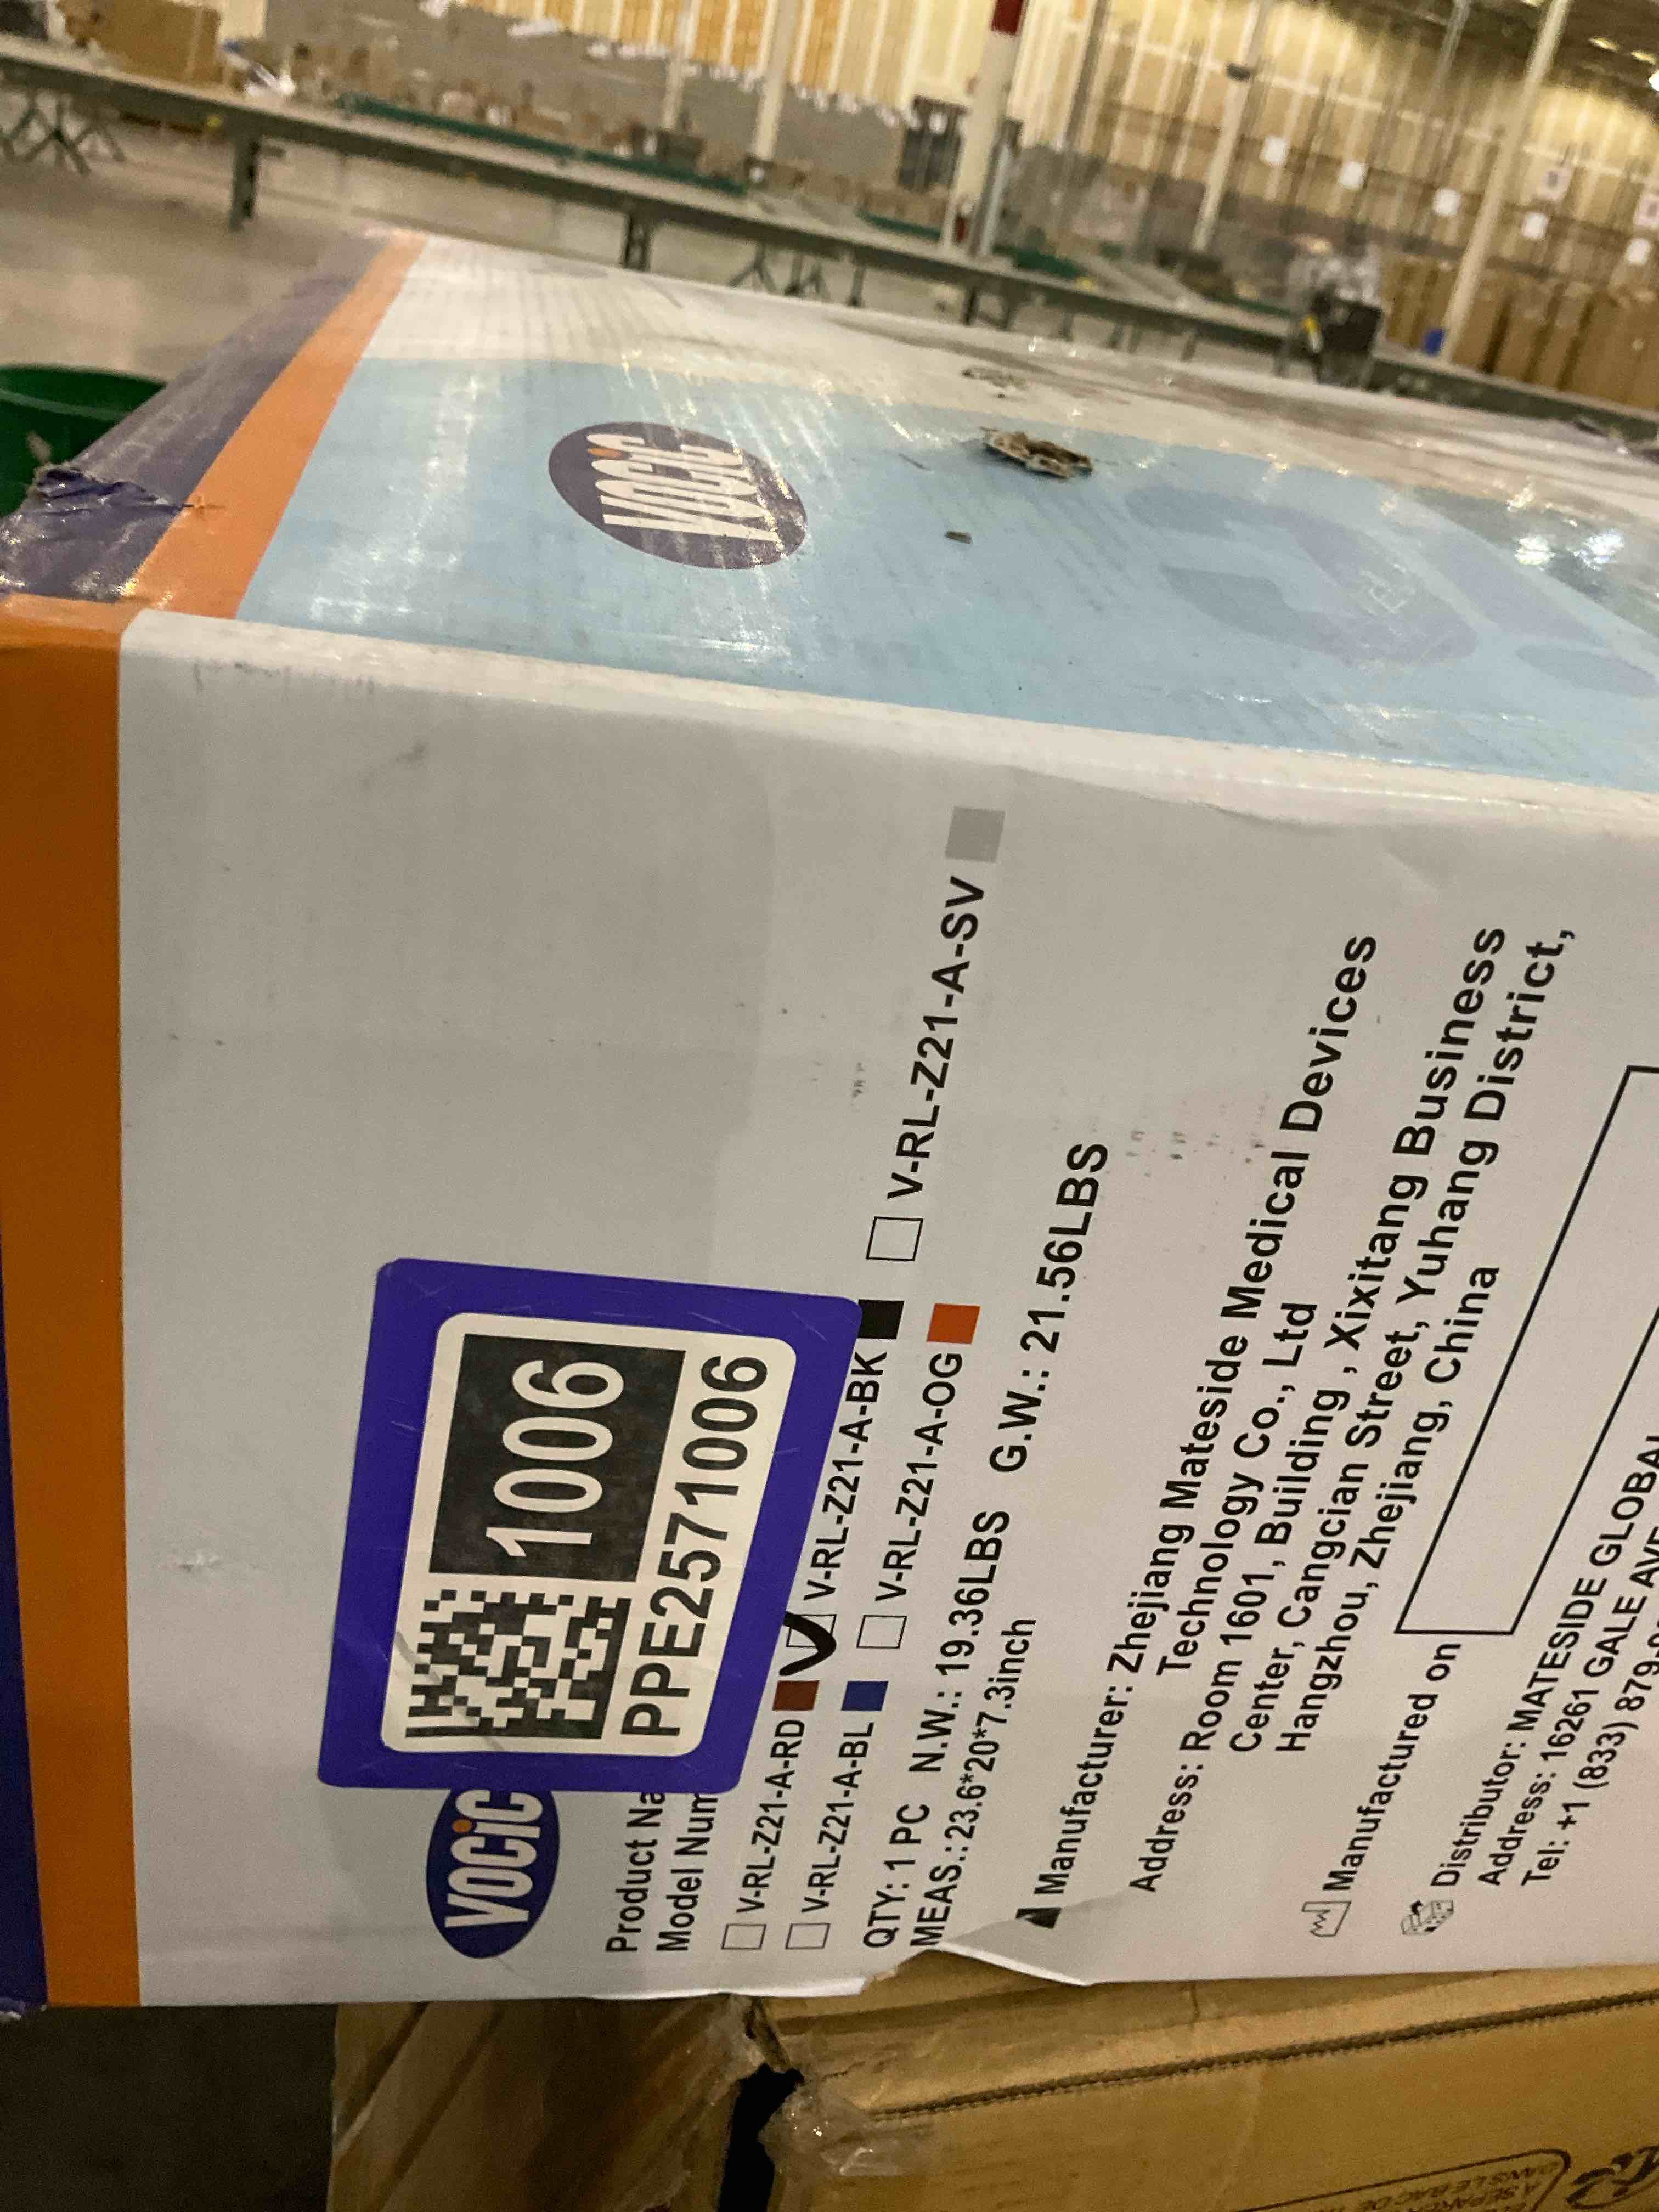 VOCIC
VOCIC
1006
PPE2571006
Product Na
Model Num
V-RL-Z21-A-RD V-RL-Z21-A-BK V-RL-Z21-A-SV
V-RL-Z21-A-BL V-RL-Z21-A-OG
QTY: 1 PC N.W.: 19.36LBS G.W.: 21.56LBS
MEAS.:23.6*20*7.3inch
Manufacturer: Zhejiang Mateside Medical Devices
Technology Co., Ltd
Address: Room 1601, Building , Xixitang Business
Center, Cangcian Street, Yuhang District,
Hangzhou, Zhejiang, China
Manufactured on
Distributor: MATESIDE GLOBAL
Address: 16261 GALE AVE
Tel: +1 (833) 879